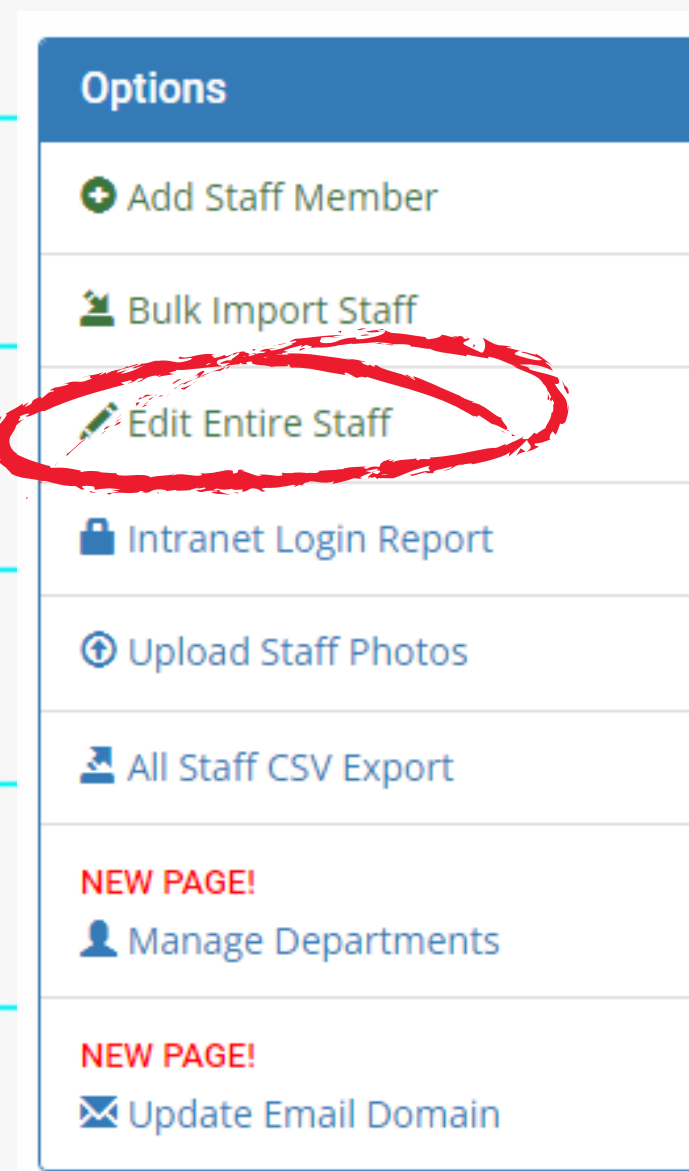 Options
Add Staff Member
Bulk Import Staff
Edit Entire Staff
Intranet Login Report
Upload Staff Photos
All Staff CSV Export
NEW PAGE!
Manage Departments
NEW PAGE!
Update Email Domain